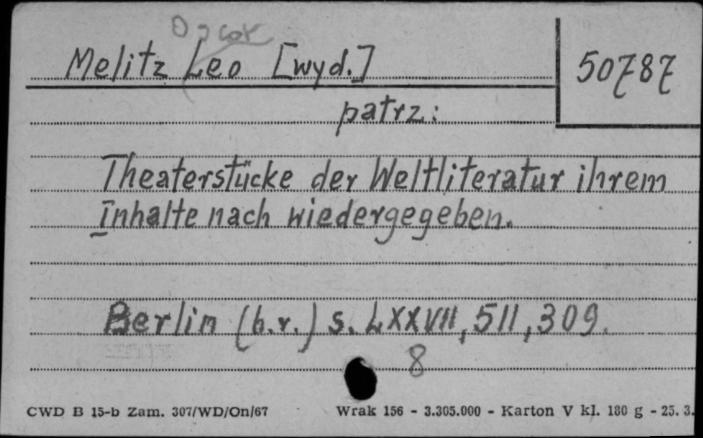 Melitz Leo [wyd.]
50787
patrz:
Theaterstücke der Weltliteratur ihrem
Inhalte nach wiedergegeben.
Berlin (b.r.) s. LXXVII, 511, 309.
8
CWD B 15-b Zam. 307/WD/On/67 Wrak 156 - 3.305.000 - Karton V kl. 180 g - 25. 3.